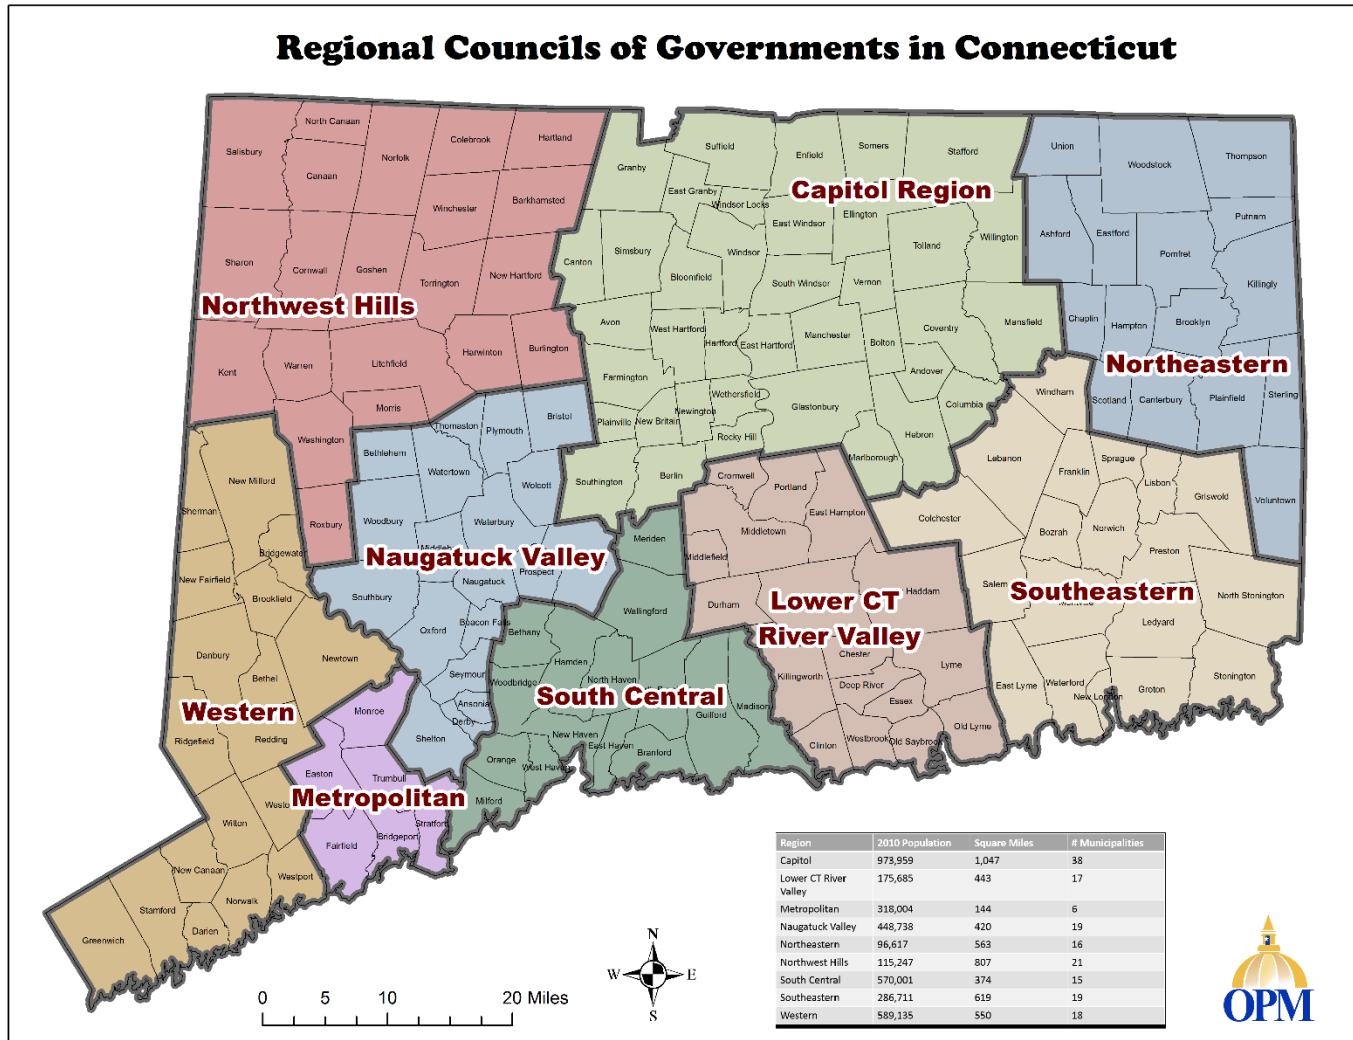 Regional Councils of Governments in Connecticut
North Canaan
Colebrook
Hartland
Salisbury
Norfolk
Canaan
Winchester
Barkhamsted
Sharon
Cornwall
Goshen
Torrington
New Hartford
Northwest Hills
Kent
Warren
Litchfield
Harwinton
Burlington
Morris
Washington
Roxbury
Suffield
Enfield
Somers
Stafford
Granby
East Granby
Windsor Locks
Capitol Region
East Windsor
Ellington
Willington
Simsbury
Windsor
Tolland
Canton
Bloomfield
South Windsor
Vernon
Avon
West Hartford
Hartford
East Hartford
Manchester
Bolton
Coventry
Mansfield
Farmington
Andover
Wethersfield
Newington
Glastonbury
Columbia
Plainville
New Britain
Rocky Hill
Hebron
Marlborough
Southington
Berlin
Union
Woodstock
Thompson
Putnam
Ashford
Eastford
Pomfret
Killingly
Chaplin
Hampton
Brooklyn
Northeastern
Scotland
Canterbury
Plainfield
Sterling
Voluntown
Bristol
Thomaston
Plymouth
Bethlehem
Watertown
Wolcott
Woodbury
Waterbury
Naugatuck Valley
Prospect
Naugatuck
Southbury
Beacon Falls
Oxford
Seymour
Ansonia
Derby
Shelton
New Milford
Sherman
Bridgewater
New Fairfield
Brookfield
Danbury
Newtown
Bethel
Western
Ridgefield
Redding
Wilton
New Canaan
Westport
Stamford
Norwalk
Greenwich
Darien
Monroe
Easton
Trumbull
Metropolitan
Stratford
Bridgeport
Fairfield
Meriden
Wallingford
Bethany
Hamden
Woodbridge
North Haven
South Central
Madison
Guilford
New Haven
East Haven
Branford
Orange
West Haven
Milford
Cromwell
Portland
East Hampton
Middletown
Middlefield
Haddam
Durham
Lower CT
River Valley
Chester
Killingworth
Lyme
Deep River
Essex
Old Lyme
Westbrook
Old Saybrook
Clinton
Windham
Lebanon
Franklin
Sprague
Lisbon
Griswold
Colchester
Bozrah
Norwich
Preston
Salem
Southeastern
North Stonington
Ledyard
East Lyme
Waterford
New London
Groton
Stonington
Region 2010 Population Square Miles # Municipalities
Capitol 973,959 1,047 38
Lower CT River
Valley 175,685 443 17
Metropolitan 318,004 144 6
Naugatuck Valley 448,738 420 19
Northeastern 96,617 563 16
Northwest Hills 115,247 807 21
South Central 570,001 374 15
Southeastern 286,711 619 19
Western 589,135 550 18
N
W E
S
0 5 10 20 Miles
OPM